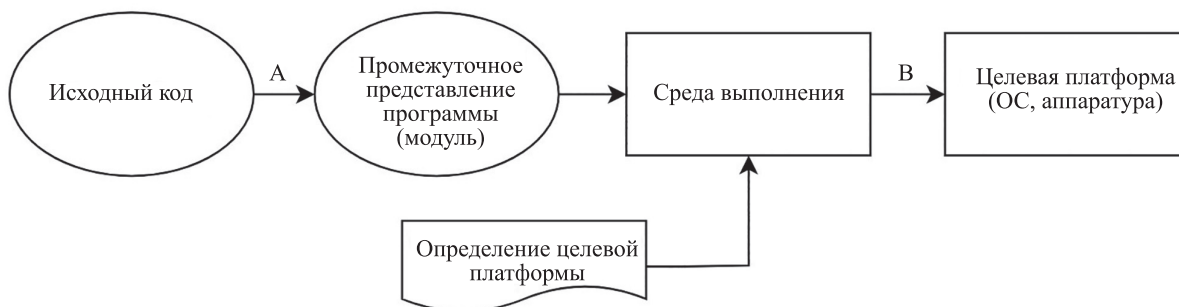 Исходный код
A
Промежуточное
представление
программы
(модуль)
Среда выполнения
B
Целевая платформа
(ОС, аппаратура)
Определение целевой
платформы